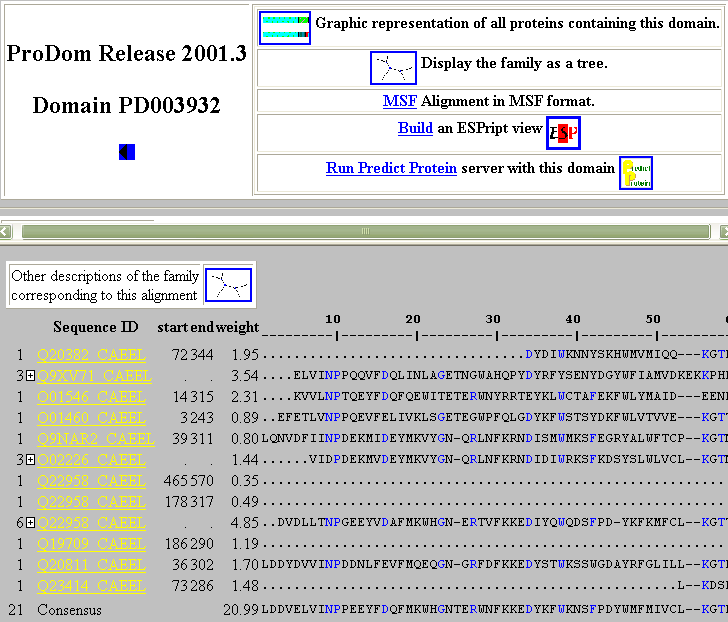 ProDom Release 2001.3
Domain PD003932
Graphic representation of all proteins containing this domain.
Display the family as a tree.
MSF Alignment in MSF format.
Build an ESPript view ESP
Run Predict Protein server with this domain Predict Protein
Other descriptions of the family
corresponding to this alignment
10 20 30 40 50
Sequence ID start end weight
1 Q20382_CAEEL 72 344 1.95 ..................................DYDIWKNNYSKHWMVMIQQ---KGT
3 Q9XV71_CAEEL . . 3.54 ....ELVINPPQQVFDQLINLAGETNGWAHQPYDYRFYSENYDGYWFIAMVDKEKKPH
1 O01546_CAEEL 14 315 2.31 ....KVVLNPTQEYFDQFQEWITETERWNYRRTEYKLWCTAFEKFWLYMAID---EEN
1 O01460_CAEEL 3 243 0.89 ..EFETLVNPPQEVFELIVKLSGETEGWPFQLGDYKFWSTSYDKFWLVTVVE---KGT
1 Q9NAR2_CAEEL 39 311 0.80 LQNVDFIINPDEKMIDEYMKVYGN-QRLNFKRNDISMWMKSFEGRYALWFTCP--KGT
3 O02226_CAEEL . . 1.44 ......VIDPDEKMVDEYMKVYGN-QRLNFKRNDIDIWRKSFKDSYSLWLVCL--KGT
1 Q22958_CAEEL 465 570 0.35 ..........................................................
1 Q22958_CAEEL 178 317 0.49 ..........................................................
6 Q22958_CAEEL . . 4.85 ..DVDLLTNPGEEYVDAFMKWHGN-ERTVFKKEDIYQWQDSFPD-YKFKMFCL--KGT
1 Q19709_CAEEL 186 290 1.19 ..........................................................
1 Q20811_CAEEL 36 302 1.70 LDDYDVVINPDDNLFEVFMQEQGN-GRFDFKKEDYSTWKSSWGDAYRFGLILL--KGT
1 Q23414_CAEEL 73 286 1.48 ....................................................L--KDS
21 Consensus 20.99 LDDVELVINPPEEYFDQFMKWHGNTERWNFKKEDYKFWKNSFPDYWMFMIVCL-KGT